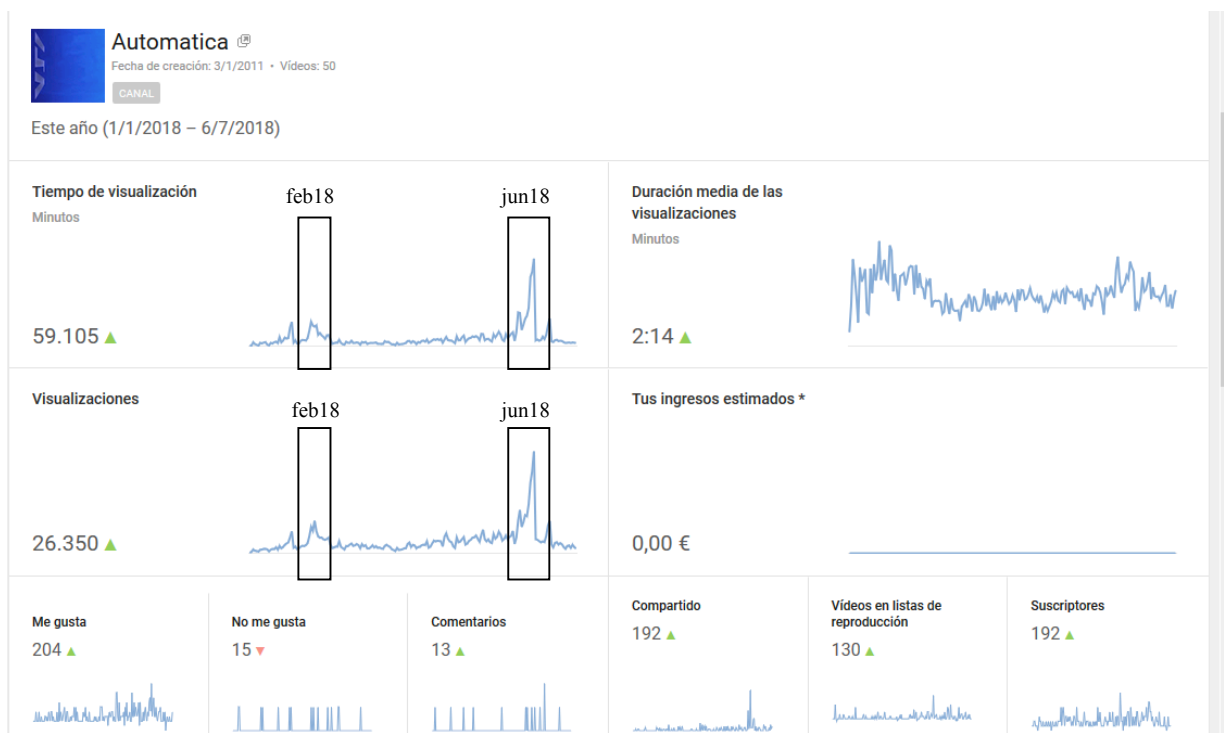 Automatica
Fecha de creación: 3/1/2011 • Vídeos: 50
CANAL
Este año (1/1/2018 – 6/7/2018)
Tiempo de visualización
Minutos
feb18
jun18
59.105
Duración media de las
visualizaciones
Minutos
2:14
Visualizaciones
feb18
jun18
26.350
Tus ingresos estimados *
0,00 €
Me gusta
204
No me gusta
15
Comentarios
13
Compartido
192
Vídeos en listas de
reproducción
130
Suscriptores
192